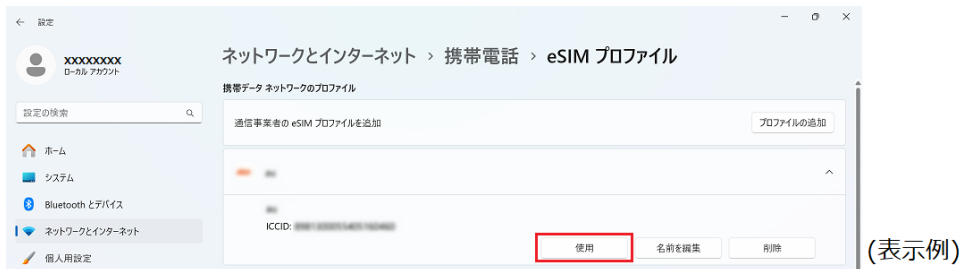 設定
xxxxxxxx
ローカル アカウント
設定の検索
ホーム
システム
Bluetooth とデバイス
ネットワークとインターネット
個人用設定
ネットワークとインターネット › 携帯電話 › eSIM プロファイル
携帯データ ネットワークのプロファイル
通信事業者の eSIM プロファイルを追加
プロファイルの追加
ICCID:
使用
名前を編集
削除
(表示例)